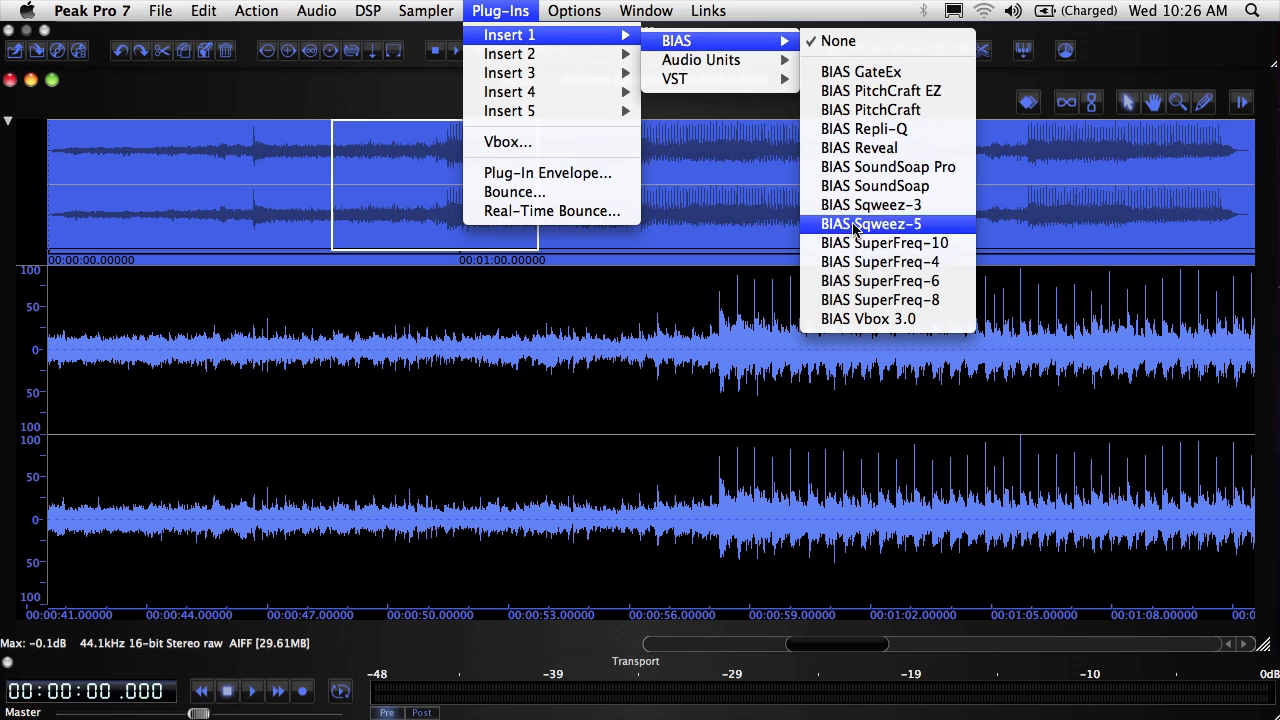 Peak Pro 7 File Edit Action Audio DSP Sampler Plug-Ins Options Window Links (Charged) Wed 10:26 AM
Insert 1
Insert 2
Insert 3
Insert 4
Insert 5
Vbox...
Plug-In Envelope...
Bounce...
Real-Time Bounce...
BIAS
Audio Units
VST
✓ None
BIAS GateEx
BIAS PitchCraft EZ
BIAS PitchCraft
BIAS Repli-Q
BIAS Reveal
BIAS SoundSoap Pro
BIAS SoundSoap
BIAS Sqweez-3
BIAS Sqweez-5
BIAS SuperFreq-10
BIAS SuperFreq-4
BIAS SuperFreq-6
BIAS SuperFreq-8
BIAS Vbox 3.0
00:00:00.00000 00:01:00.00000
100
50
0
50
100
100
50
0
50
100
00:00:41.00000 00:00:44.00000 00:00:47.00000 00:00:50.00000 00:00:53.00000 00:00:56.00000 00:00:59.00000 00:01:02.00000 00:01:05.00000 00:01:08.00000
Max: -0.1dB 44.1kHz 16-bit Stereo raw AIFF [29.61MB]
Transport
-48 -39 -29 -19 -10 0dB
00:00:00 .000
Master Pre Post